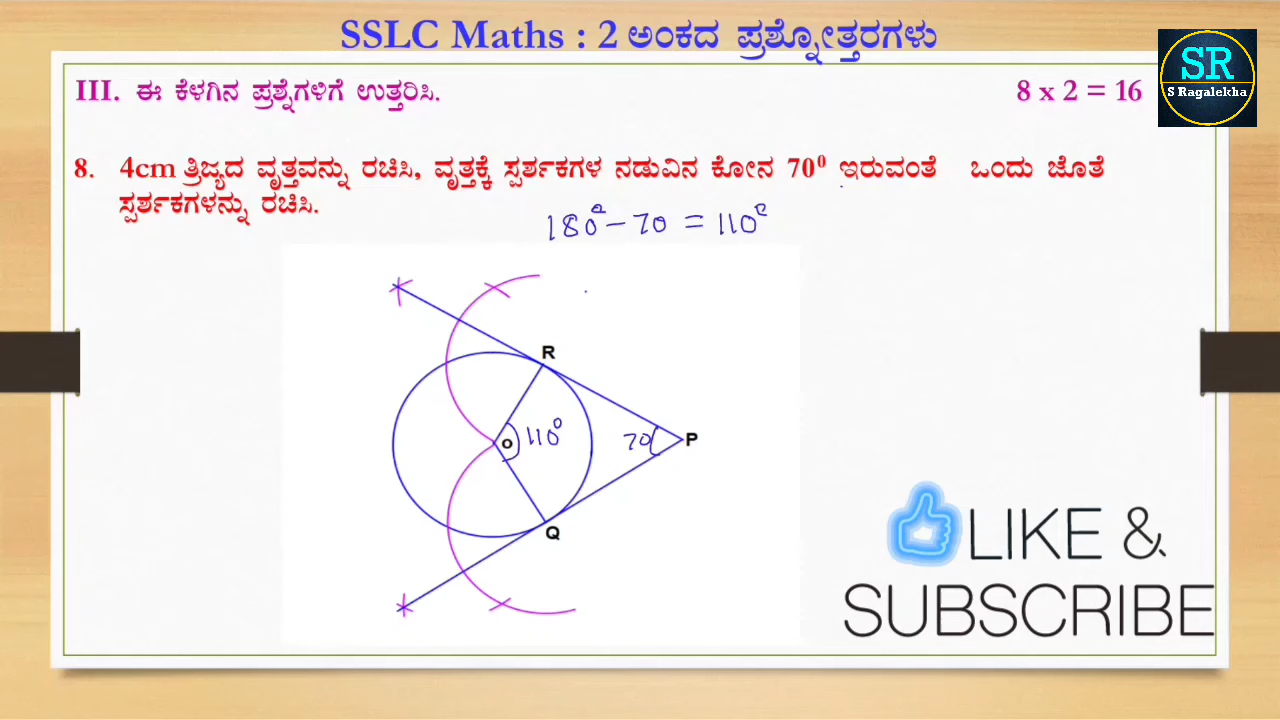 SSLC Maths : 2 ಅಂಕದ ಪ್ರಶ್ನೋತ್ತರಗಳು
SR
S Ragalekha
III. ಈ ಕೆಳಗಿನ ಪ್ರಶ್ನೆಗಳಿಗೆ ಉತ್ತರಿಸಿ. 8 x 2 = 16
8. 4cm ತ್ರಿಜ್ಯದ ವೃತ್ತವನ್ನು ರಚಿಸಿ, ವೃತ್ತಕ್ಕೆ ಸ್ಪರ್ಶಕಗಳ ನಡುವಿನ ಕೋನ 70⁰ ಇರುವಂತೆ ಒಂದು ಜೊತೆ
ಸ್ಪರ್ಶಕಗಳನ್ನು ರಚಿಸಿ.
180° – 70 = 110°
R
O 110° 70 P
Q
LIKE &
SUBSCRIBE